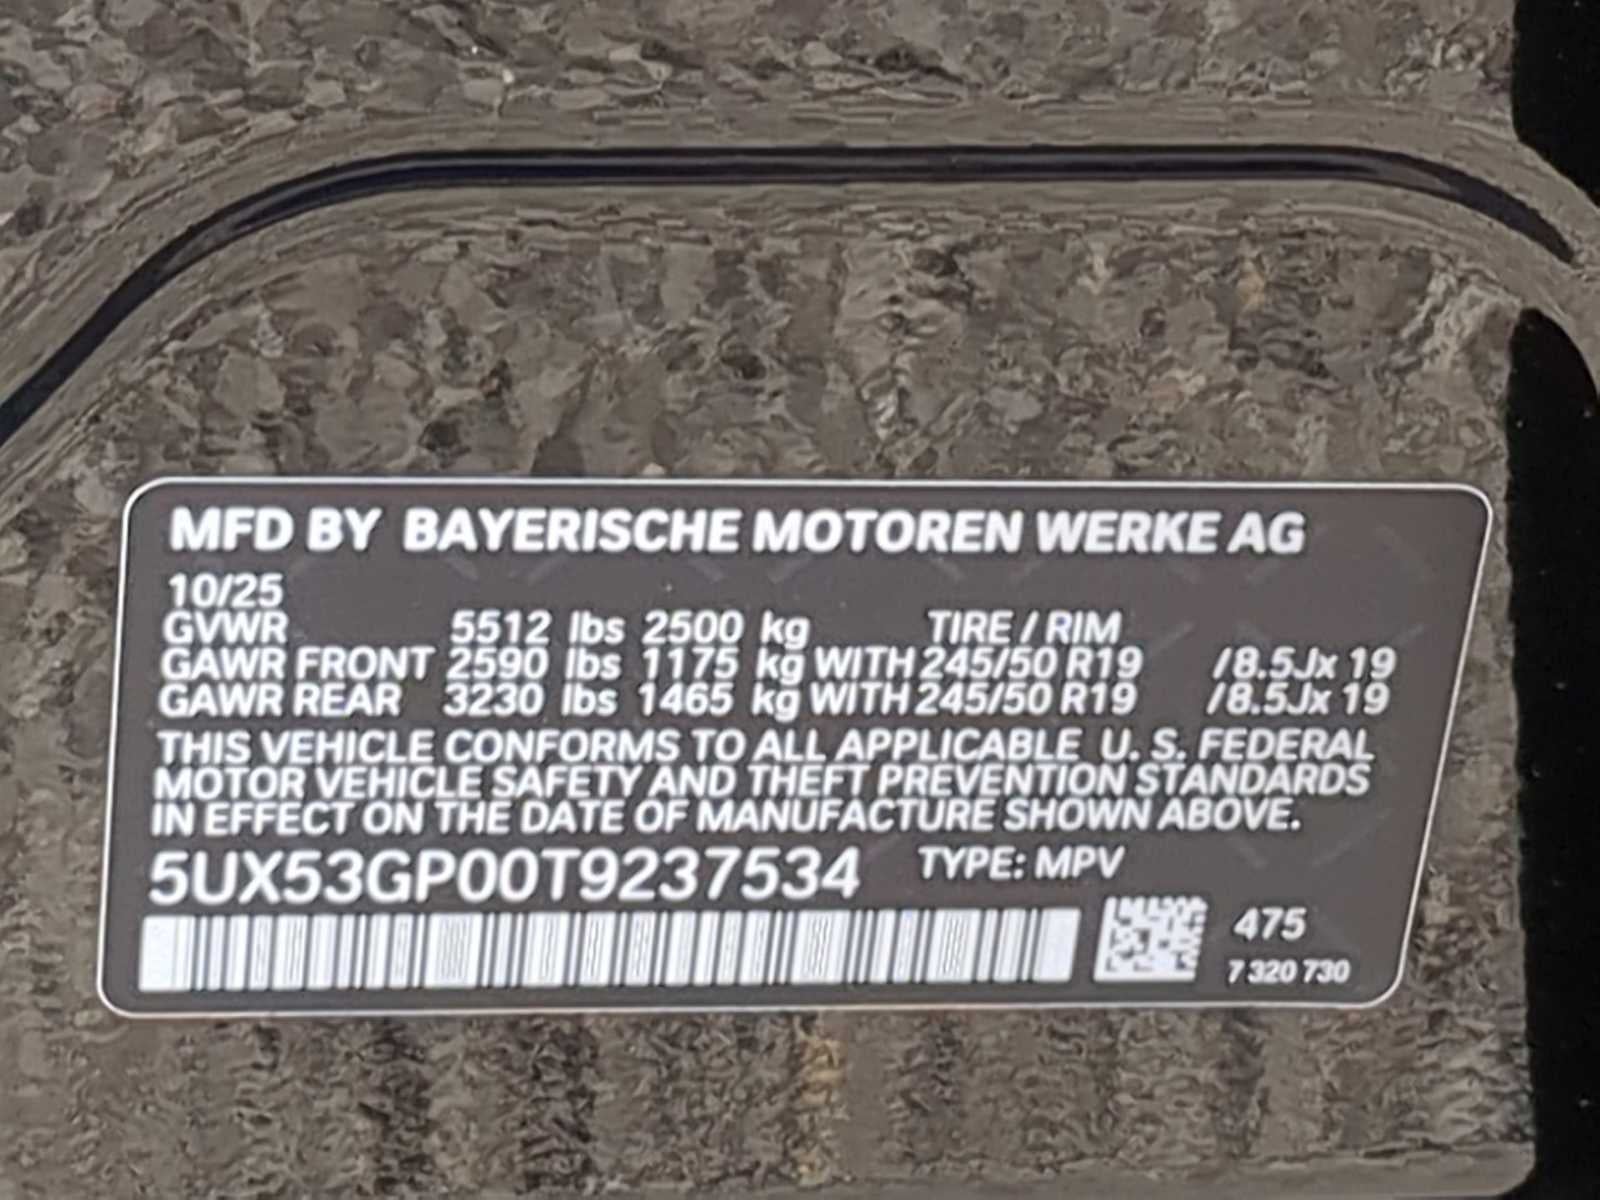 MFD BY BAYERISCHE MOTOREN WERKE AG
10/25
GVWR 5512 lbs 2500 kg TIRE / RIM
GAWR FRONT 2590 lbs 1175 kg WITH 245/50 R19 /8.5Jx 19
GAWR REAR 3230 lbs 1465 kg WITH 245/50 R19 /8.5Jx 19
THIS VEHICLE CONFORMS TO ALL APPLICABLE U. S. FEDERAL
MOTOR VEHICLE SAFETY AND THEFT PREVENTION STANDARDS
IN EFFECT ON THE DATE OF MANUFACTURE SHOWN ABOVE.
5UX53GP00T9237534 TYPE: MPV
475
7 320 730